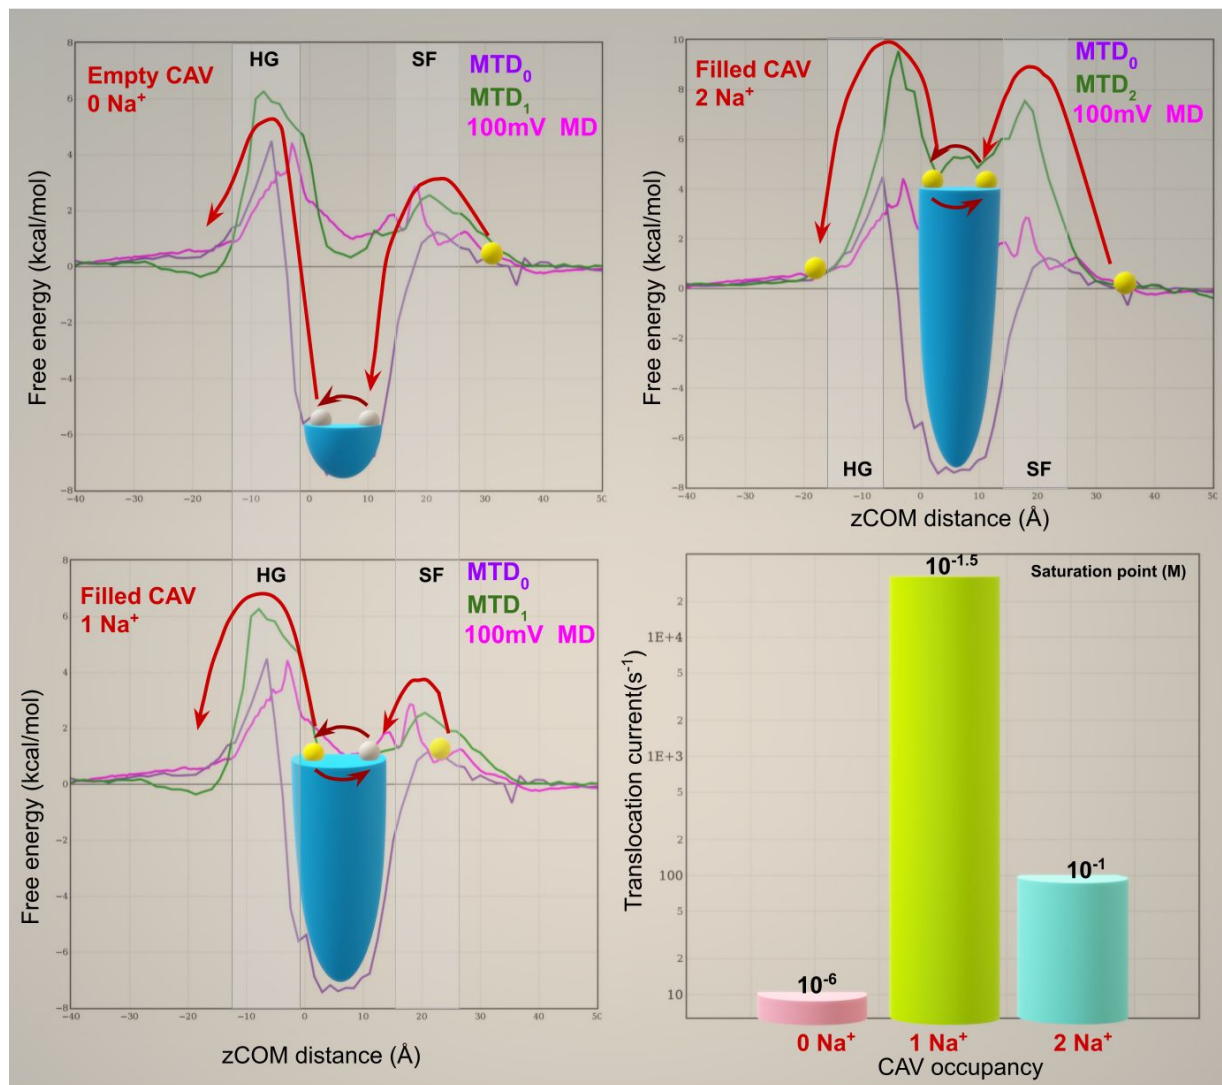 HG
SF
Empty CAV
0 Na⁺
MTD₀
MTD₁
100mV MD
Free energy (kcal/mol)
8
6
4
2
0
−2
−4
−6
−8
−40 −30 −20 −10 0 10 20 30 40 50
Filled CAV
2 Na⁺
MTD₀
MTD₂
100mV MD
Free energy (kcal/mol)
10
8
6
4
2
0
−2
−4
−6
−8
HG
SF
−40 −30 −20 −10 0 10 20 30 40
zCOM distance (Å)
HG
SF
Filled CAV
1 Na⁺
MTD₀
MTD₁
100mV MD
Free energy (kcal/mol)
8
6
4
2
0
−2
−4
−6
−8
−40 −30 −20 −10 0 10 20 30 40
zCOM distance (Å)
Saturation point (M)
10⁻¹·⁵
10⁻¹
10⁻⁶
Translocation current(s⁻¹)
2
1E+4
5
2
1E+3
5
2
100
5
2
10
0 Na⁺ 1 Na⁺ 2 Na⁺
CAV occupancy